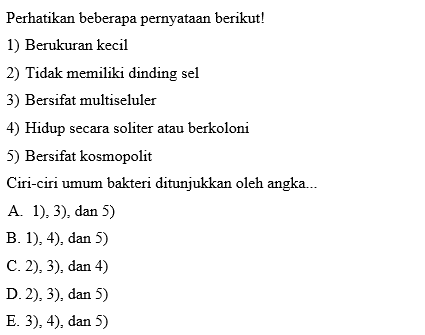 Perhatikan beberapa pernyataan berikut!
1) Berukuran kecil
2) Tidak memiliki dinding sel
3) Bersifat multiseluler
4) Hidup secara soliter atau berkoloni
5) Bersifat kosmopolit
Ciri-ciri umum bakteri ditunjukkan oleh angka...
A. 1), 3), dan 5)
B. 1), 4), dan 5)
C. 2), 3), dan 4)
D. 2), 3), dan 5)
E. 3), 4), dan 5)